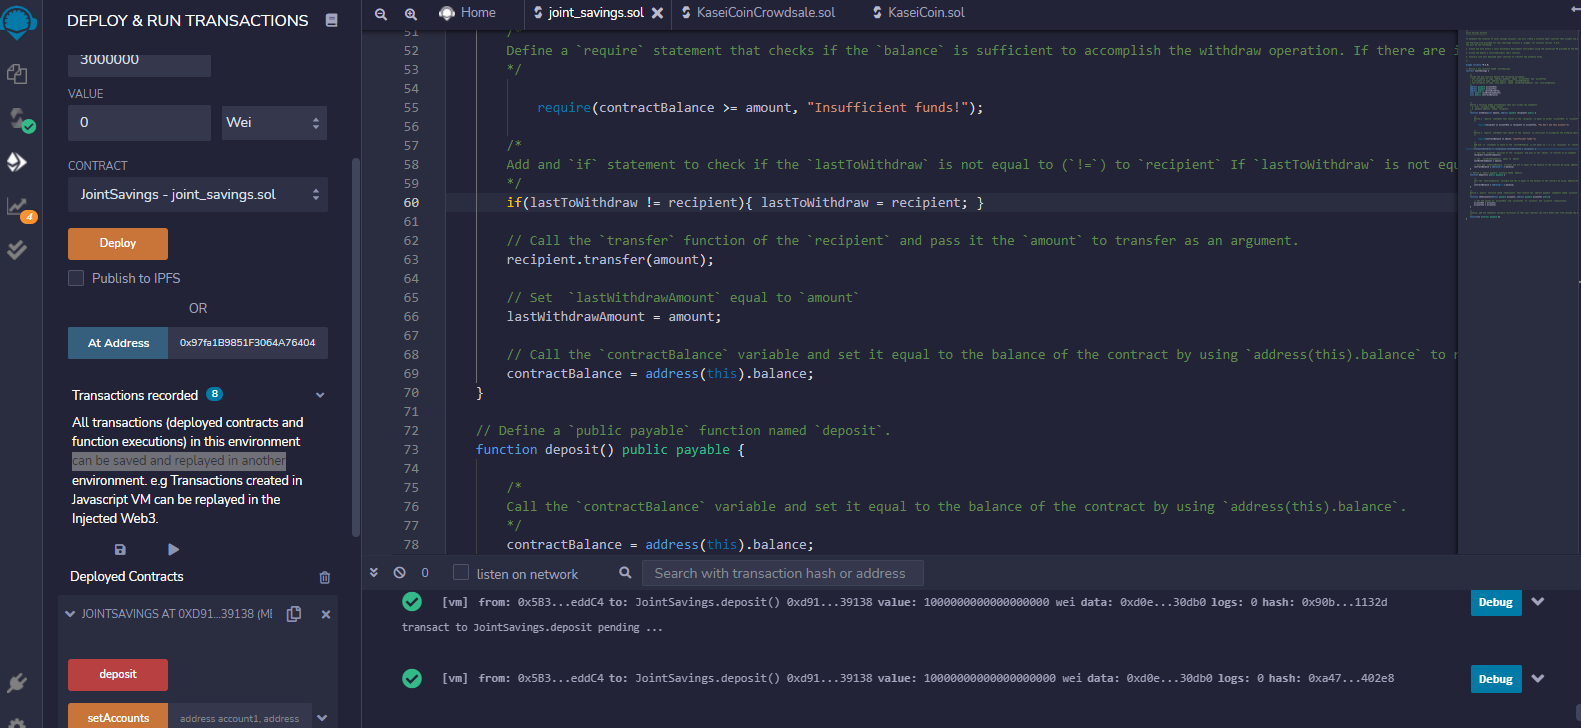 DEPLOY & RUN TRANSACTIONS
3000000
VALUE
0
Wei
CONTRACT
JointSavings - joint_savings.sol
Deploy
Publish to IPFS
OR
At Address
0x97fa1B9851F3064A76404
Transactions recorded 8
All transactions (deployed contracts and
function executions) in this environment
can be saved and replayed in another
environment. e.g Transactions created in
Javascript VM can be replayed in the
Injected Web3.
Deployed Contracts
JOINTSAVINGS AT 0XD91...39138 (ME
deposit
setAccounts
address account1, address
4
Home
joint_savings.sol
KaseiCoinCrowdsale.sol
KaseiCoin.sol
51 /*
52 Define a `require` statement that checks if the `balance` is sufficient to accomplish the withdraw operation. If there are i
53 */
54
55 require(contractBalance >= amount, "Insufficient funds!");
56
57 /*
58 Add and `if` statement to check if the `lastToWithdraw` is not equal to (`!=`) to `recipient` If `lastToWithdraw` is not equ
59 */
60 if(lastToWithdraw != recipient){ lastToWithdraw = recipient; }
61
62 // Call the `transfer` function of the `recipient` and pass it the `amount` to transfer as an argument.
63 recipient.transfer(amount);
64
65 // Set  `lastWithdrawAmount` equal to `amount`
66 lastWithdrawAmount = amount;
67
68 // Call the `contractBalance` variable and set it equal to the balance of the contract by using `address(this).balance` to r
69 contractBalance = address(this).balance;
70 }
71
72 // Define a `public payable` function named `deposit`.
73 function deposit() public payable {
74
75 /*
76 Call the `contractBalance` variable and set it equal to the balance of the contract by using `address(this).balance`.
77 */
78 contractBalance = address(this).balance;
0
listen on network
Search with transaction hash or address
[vm] from: 0x5B3...eddC4 to: JointSavings.deposit() 0xd91...39138 value: 1000000000000000000 wei data: 0xd0e...30db0 logs: 0 hash: 0x90b...1132d
Debug
transact to JointSavings.deposit pending ...
[vm] from: 0x5B3...eddC4 to: JointSavings.deposit() 0xd91...39138 value: 10000000000000000000 wei data: 0xd0e...30db0 logs: 0 hash: 0xa47...402e8
Debug